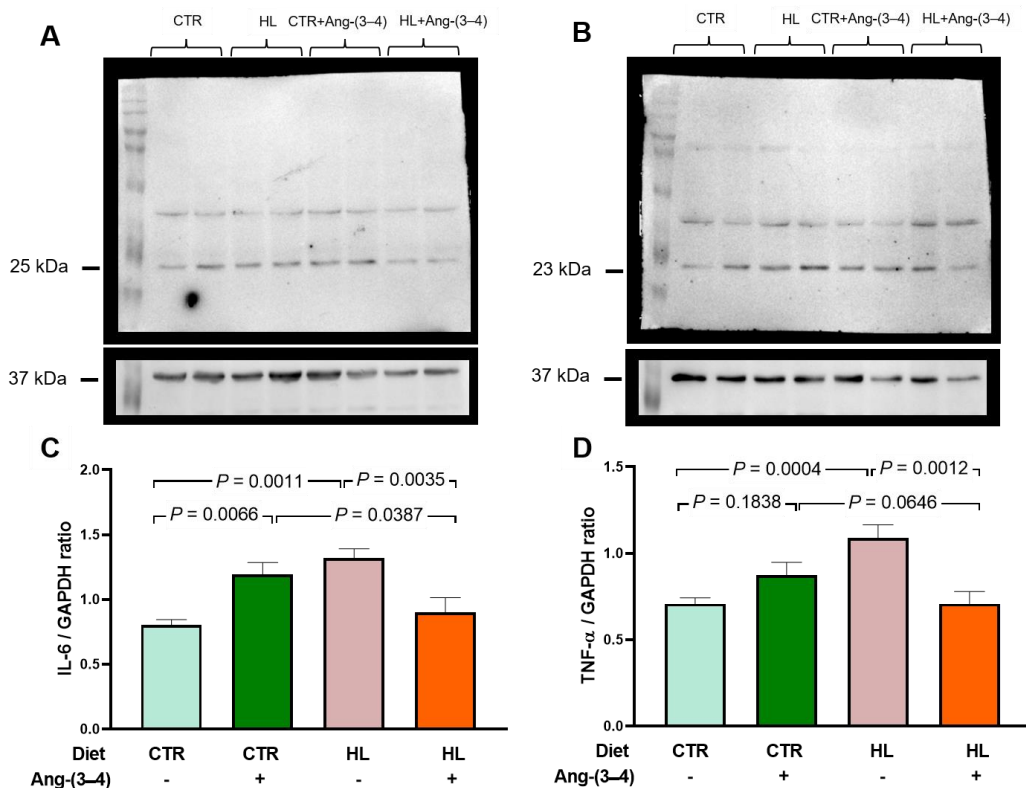 A
CTR HL CTR+Ang-(3–4) HL+Ang-(3–4)
25 kDa
37 kDa
B
CTR HL CTR+Ang-(3–4) HL+Ang-(3–4)
23 kDa
37 kDa
C
IL-6 / GAPDH ratio
2.0
1.5
1.0
0.5
0.0
P = 0.0011 P = 0.0035
P = 0.0066 P = 0.0387
Diet CTR CTR HL HL
Ang-(3–4) - + - +
D
TNF-α / GAPDH ratio
1.5
1.0
0.5
0.0
P = 0.0004 P = 0.0012
P = 0.1838 P = 0.0646
Diet CTR CTR HL HL
Ang-(3–4) - + - +